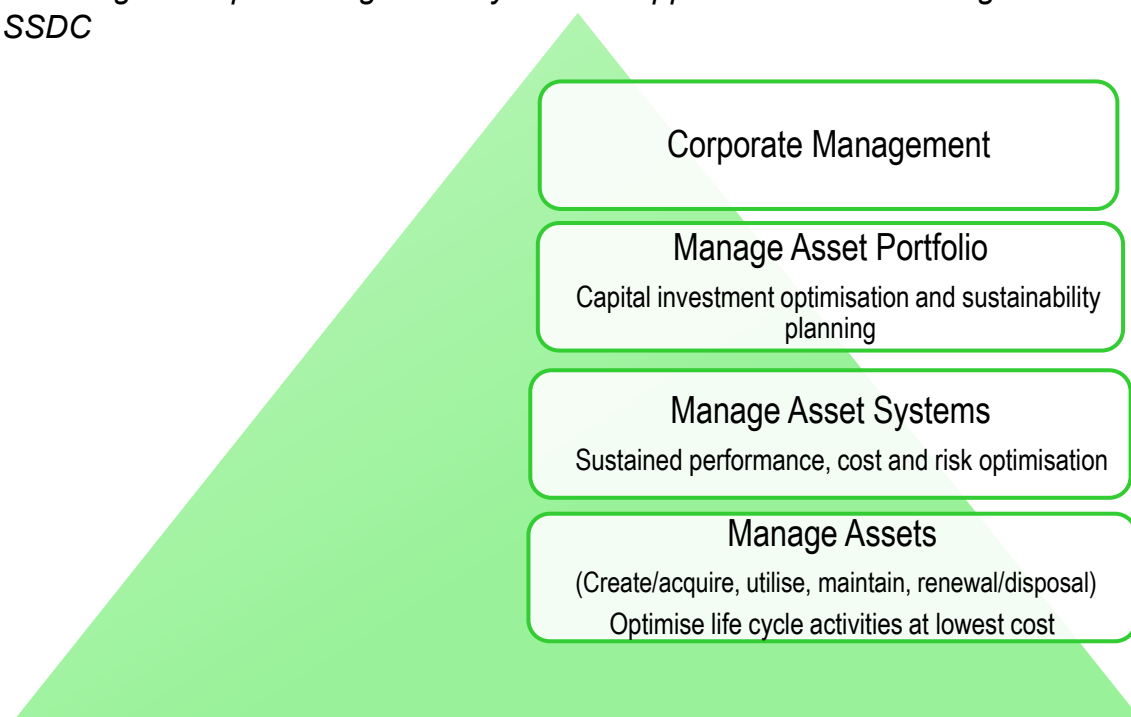 SSDC
Corporate Management
Manage Asset Portfolio
Capital investment optimisation and sustainability
planning
Manage Asset Systems
Sustained performance, cost and risk optimisation
Manage Assets
(Create/acquire, utilise, maintain, renewal/disposal)
Optimise life cycle activities at lowest cost